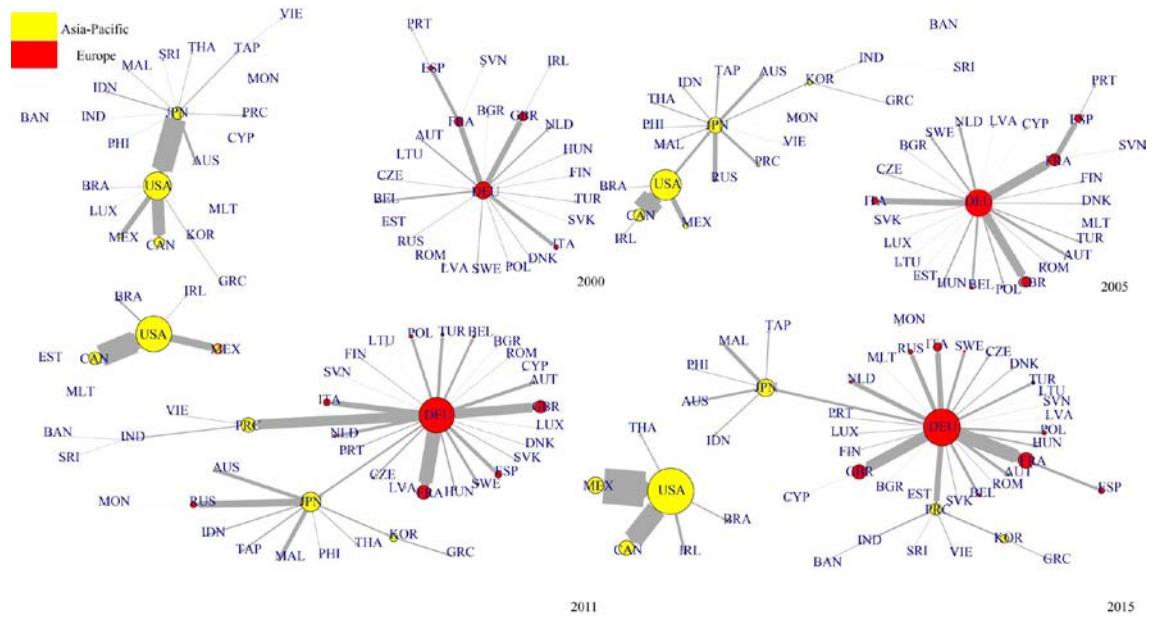 Asia-Pacific
Europe
VIE
SRI THA TAP
MAL
MON
IDN
JPN PRC
BAN IND
PHI CYP
AUS
BRA USA
LUX MLT
MEX CAN KOR
GRC
PRT
ESP SVN IRL
BGR GBR
FRA NLD
AUT
LTU HUN
CZE FIN
BEL DEU TUR
EST SVK
RUS ITA
ROM DNK
LVA SWE POL
2000
BAN
IND
TAP AUS KOR SRI
IDN
THA GRC
PHI JPN MON
MAL VIE
PRC
RUS
BRA USA
CAN MEX
IRL
PRT
NLD LVA CYP ESP
SWE
BGR FRA SVN
CZE FIN
ITA DEU DNK
SVK MLT
LUX TUR
LTU AUT
EST ROM
HUN BEL POL GBR
2005
BRA IRL
USA
EST CAN MEX
MLT
VIE PRC
BAN IND
SRI
POL TUR BEL
LTU BGR
FIN ROM
SVN CYP
AUT
ITA DEU GBR
LUX
NLD DNK
PRT SVK
CZE ESP
LVA FRA HUN SWE
AUS
MON RUS JPN
IDN KOR
TAP MAL PHI THA GRC
2011
TAP
MAL
PHI JPN
AUS
IDN
THA
MEX USA
BRA
CAN IRL
MON
RUS ITA SWE
MLT CZE
DNK
NLD TUR
LTU
SVN
PRT LVA
LUX DEU POL
FIN HUN
GBR FRA
AUT
CYP BGR ROM ESP
EST SVK BEL
PRC
IND KOR
BAN SRI VIE GRC
2015